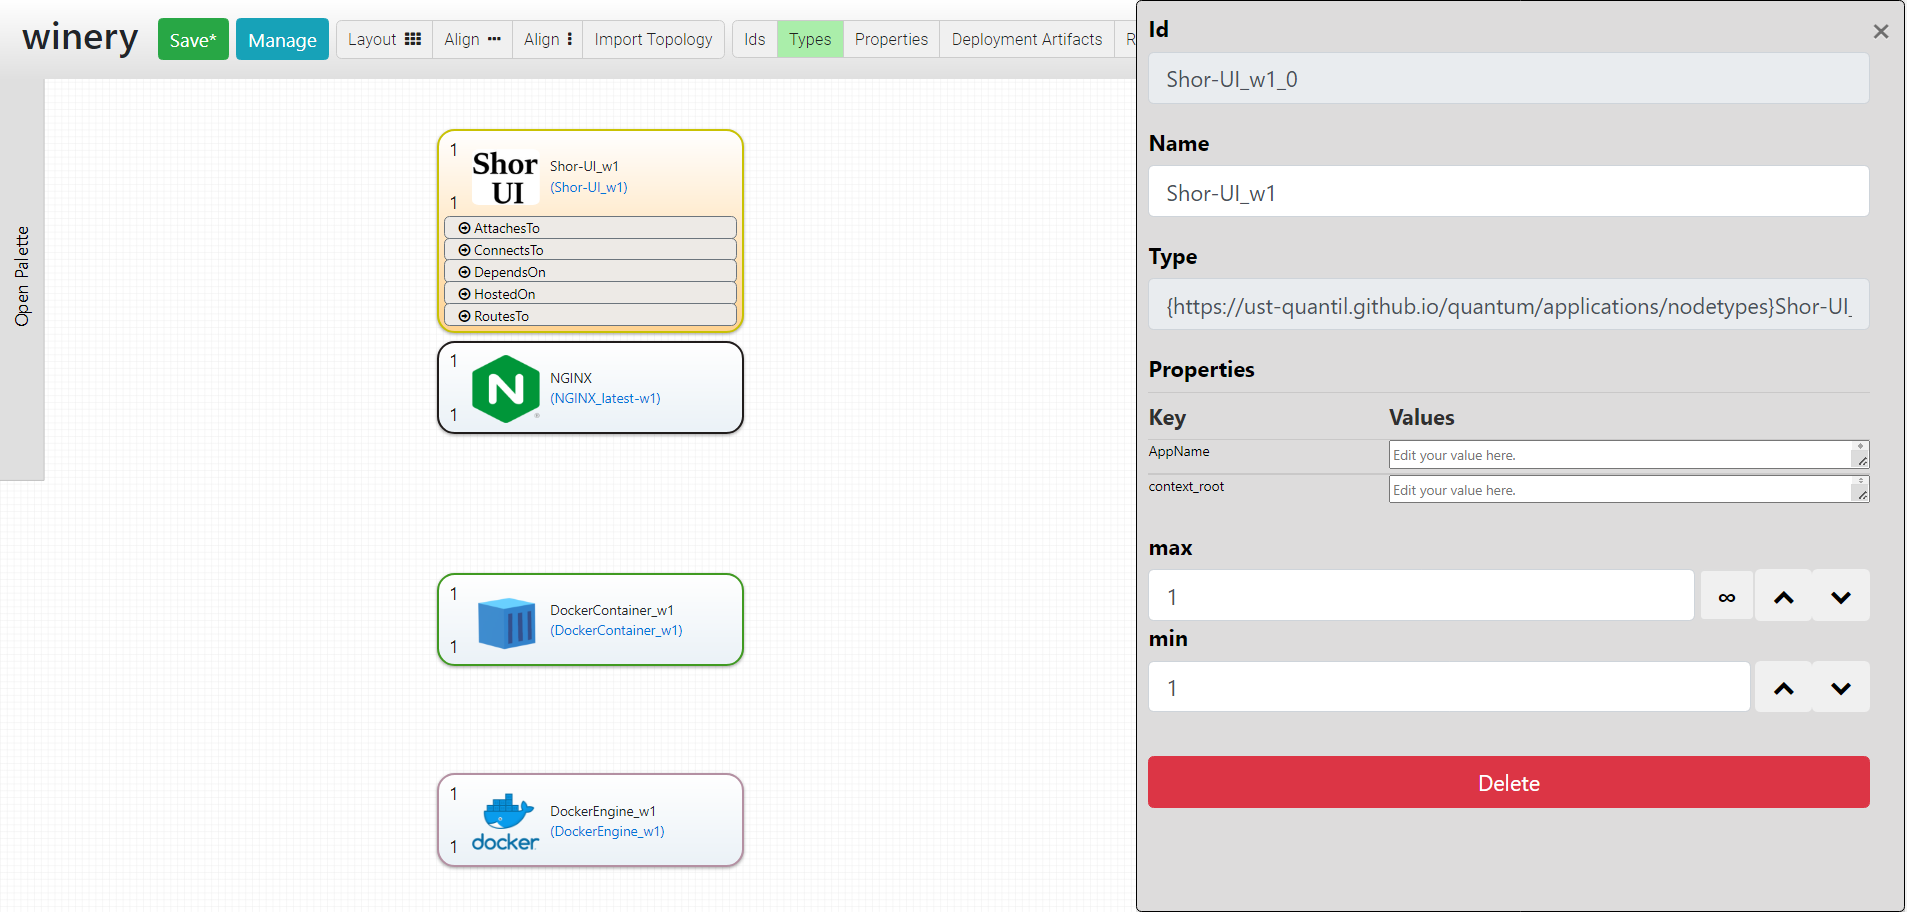 winery
Save*
Manage
Layout
Align
Align
Import Topology
Ids
Types
Properties
Deployment Artifacts
R
Open Palette
1
Shor
UI
Shor-UI_w1
(Shor-UI_w1)
1
AttachesTo
ConnectsTo
DependsOn
HostedOn
RoutesTo
1
N
NGINX
(NGINX_latest-w1)
1
1
DockerContainer_w1
(DockerContainer_w1)
1
1
docker
DockerEngine_w1
(DockerEngine_w1)
1
Id
×
Shor-UI_w1_0
Name
Shor-UI_w1
Type
{https://ust-quantil.github.io/quantum/applications/nodetypes}Shor-UI_
Properties
Key Values
AppName Edit your value here.
context_root Edit your value here.
max
1 ∞
min
1
Delete